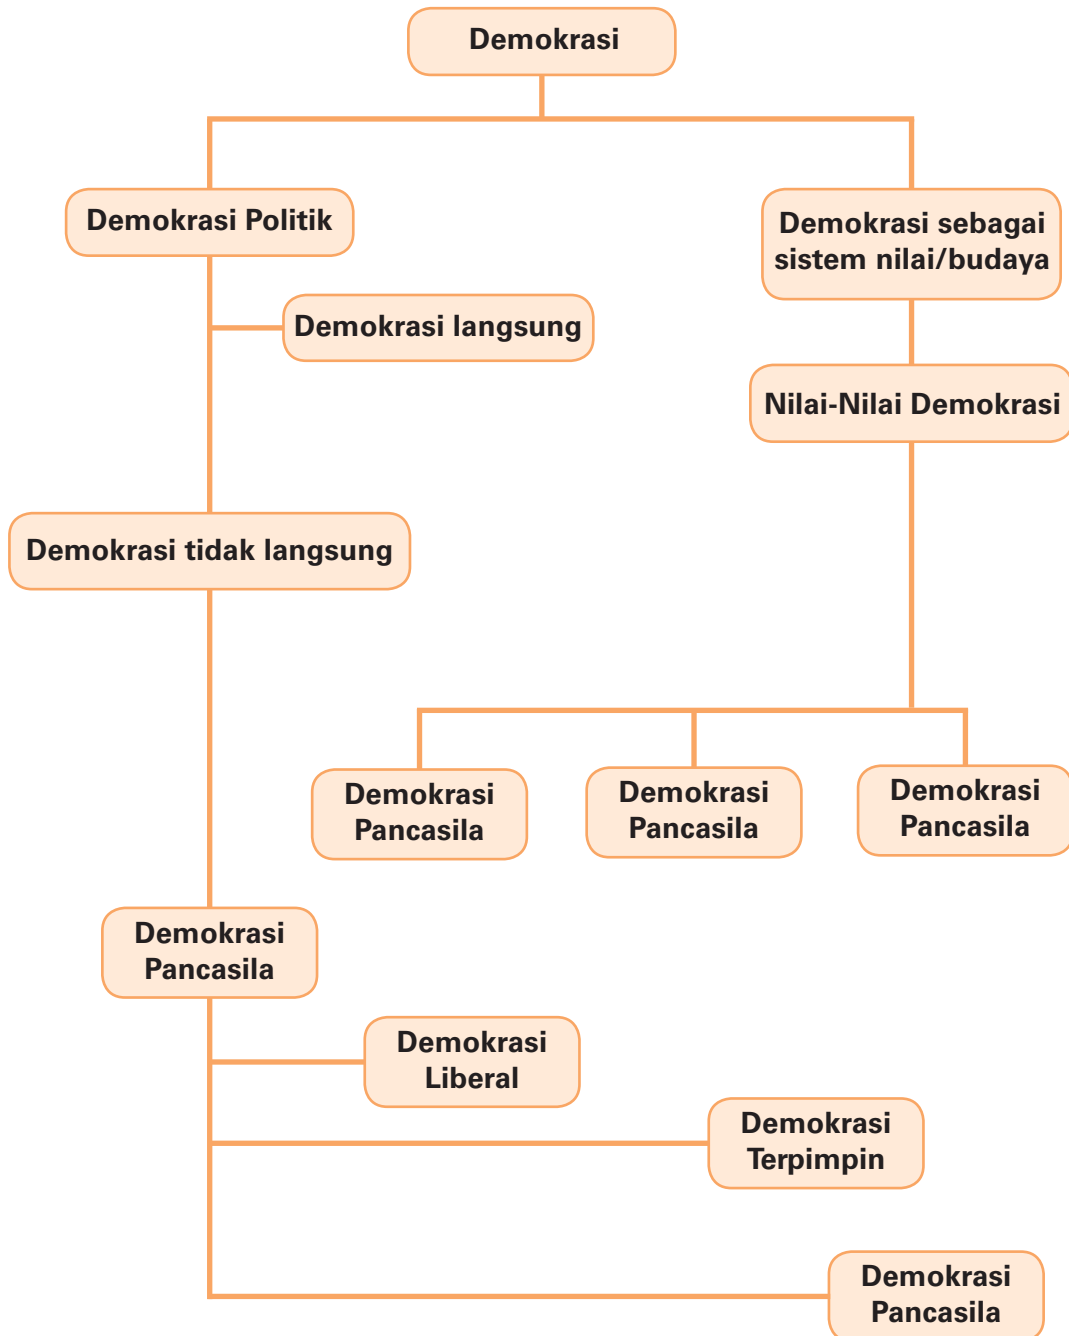 Demokrasi
Demokrasi Politik
Demokrasi sebagai
sistem nilai/budaya
Demokrasi langsung
Nilai-Nilai Demokrasi
Demokrasi tidak langsung
Demokrasi
Pancasila
Demokrasi
Pancasila
Demokrasi
Pancasila
Demokrasi
Pancasila
Demokrasi
Liberal
Demokrasi
Terpimpin
Demokrasi
Pancasila